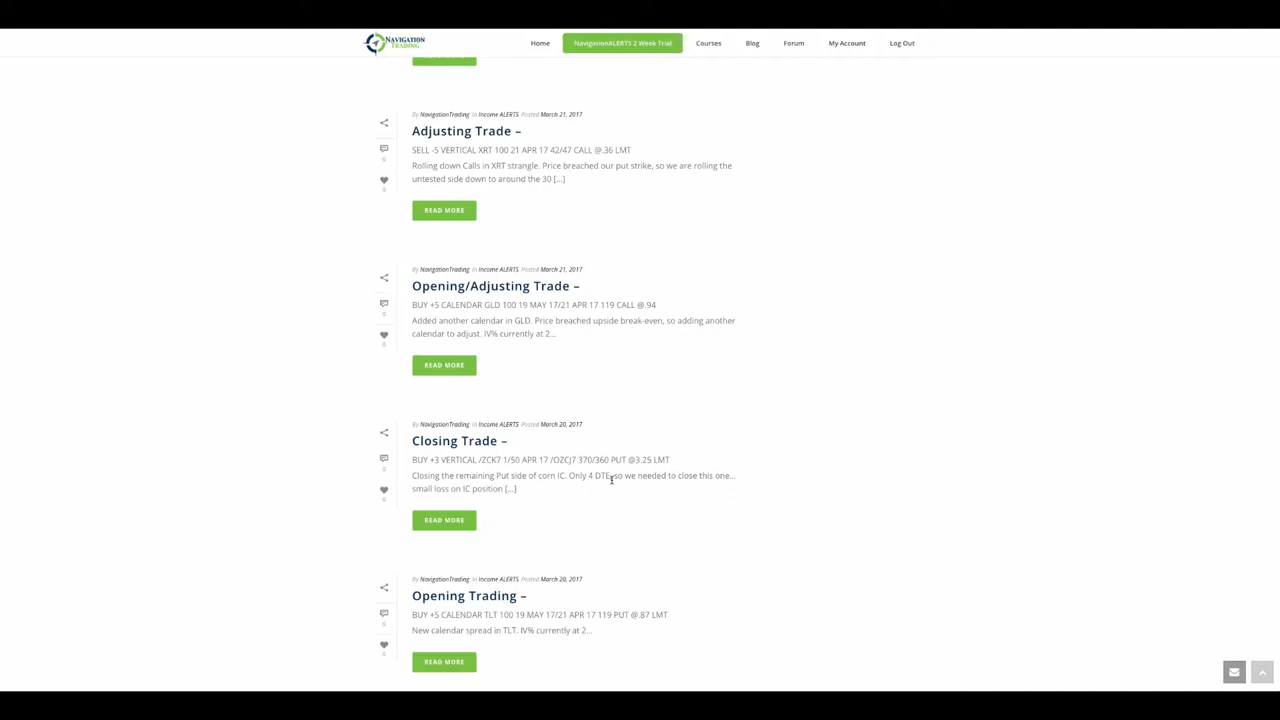 NAVIGATION
TRADING
Home
NavigationALERTS 2 Week Trial
Courses
Blog
Forum
My Account
Log Out
By NavigationTrading In Income ALERTS Posted March 21, 2017
Adjusting Trade –
SELL -5 VERTICAL XRT 100 21 APR 17 42/47 CALL @.36 LMT
Rolling down Calls in XRT strangle. Price breached our put strike, so we are rolling the
untested side down to around the 30 [...]
0
0
READ MORE
By NavigationTrading In Income ALERTS Posted March 21, 2017
Opening/Adjusting Trade –
BUY +5 CALENDAR GLD 100 19 MAY 17/21 APR 17 119 CALL @.94
Added another calendar in GLD. Price breached upside break-even, so adding another
calendar to adjust. IV% currently at 2...
0
0
READ MORE
By NavigationTrading In Income ALERTS Posted March 20, 2017
Closing Trade –
BUY +3 VERTICAL /ZCK7 1/50 APR 17 /OZCJ7 370/360 PUT @3.25 LMT
Closing the remaining Put side of corn IC. Only 4 DTE, so we needed to close this one...
small loss on IC position [...]
0
0
READ MORE
By NavigationTrading In Income ALERTS Posted March 20, 2017
Opening Trading –
BUY +5 CALENDAR TLT 100 19 MAY 17/21 APR 17 119 PUT @.87 LMT
New calendar spread in TLT. IV% currently at 2...
0
0
READ MORE